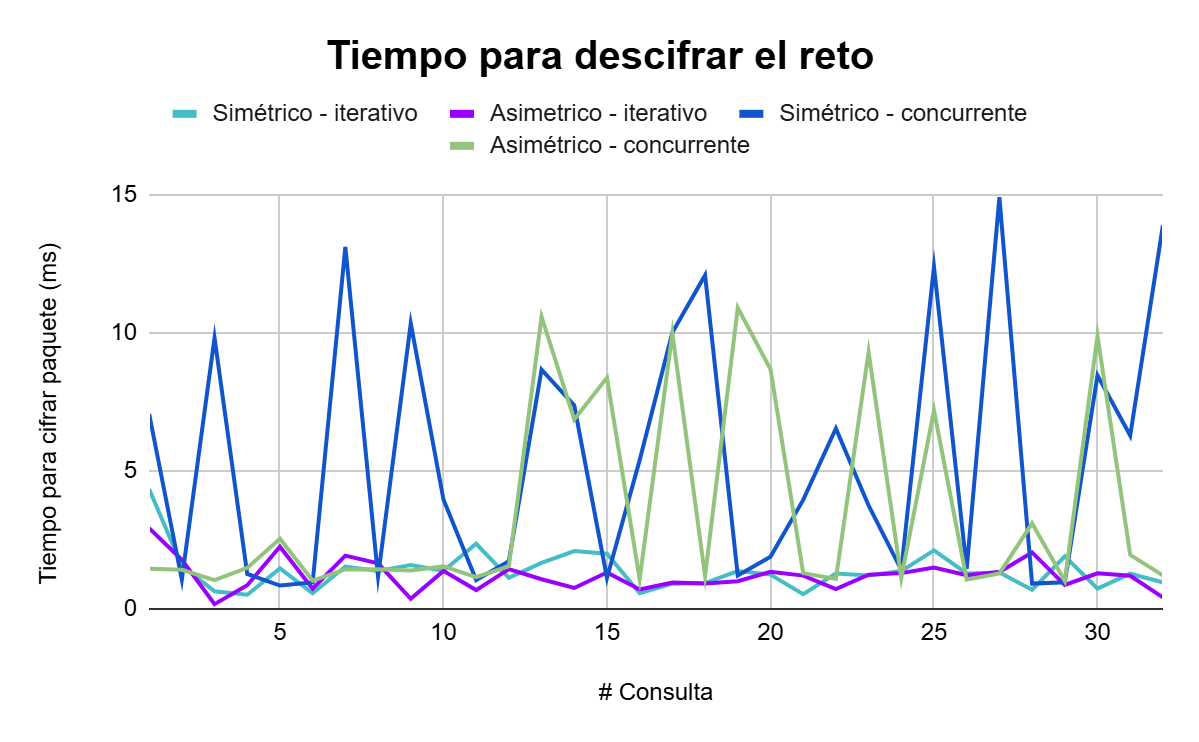 Tiempo para descifrar el reto
Simétrico - iterativo Asimetrico - iterativo Simétrico - concurrente
Asimétrico - concurrente
Tiempo para cifrar paquete (ms)
15
10
5
0
5 10 15 20 25 30
# Consulta